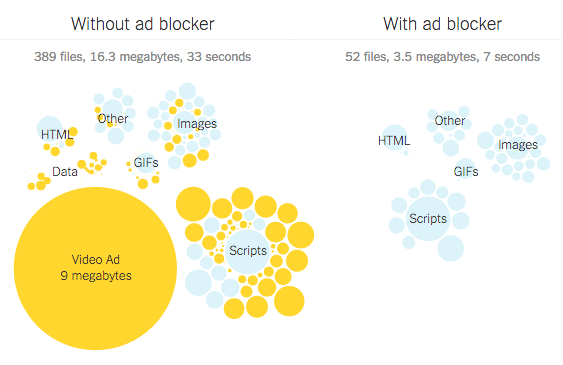 Without ad blocker
389 files, 16.3 megabytes, 33 seconds
HTML
Other
Images
Data
GIFs
Video Ad
9 megabytes
Scripts
With ad blocker
52 files, 3.5 megabytes, 7 seconds
HTML
Other
Images
GIFs
Scripts